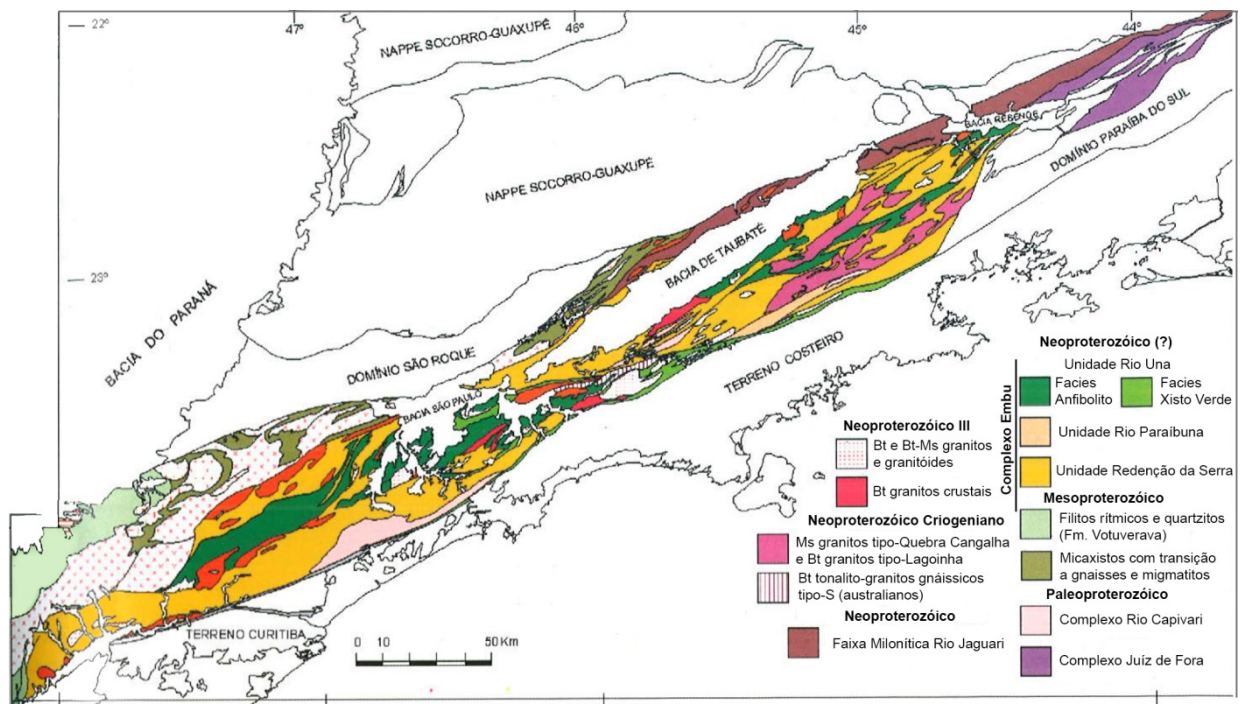 22°
47°
46°
45°
44°
NAPPE SOCORRO-GUAXUPÉ
BACIA RESENDE
DOMÍNIO PARAÍBA DO SUL
NAPPE SOCORRO-GUAXUPÉ
23°
BACIA DE TAUBATÉ
BACIA DO PARANÁ
DOMÍNIO SÃO ROQUE
TERRENO COSTEIRO
BACIA SÃO PAULO
TERRENO CURITIBA
0 10 50 Km
Neoproterozóico III
Bt e Bt-Ms granitos
e granitóides
Bt granitos crustais
Neoproterozóico Criogeniano
Ms granitos tipo-Quebra Cangalha
e Bt granitos tipo-Lagoinha
Bt tonalito-granitos gnáissicos
tipo-S (australianos)
Neoproterozóico
Faixa Milonítica Rio Jaguari
Neoproterozóico (?)
Complexo Embu
Unidade Rio Una
Facies
Anfibolito
Facies
Xisto Verde
Unidade Rio Paraíbuna
Unidade Redenção da Serra
Mesoproterozóico
Filitos rítmicos e quartzitos
(Fm. Votuverava)
Micaxistos com transição
a gnaisses e migmatitos
Paleoproterozóico
Complexo Rio Capivari
Complexo Juíz de Fora